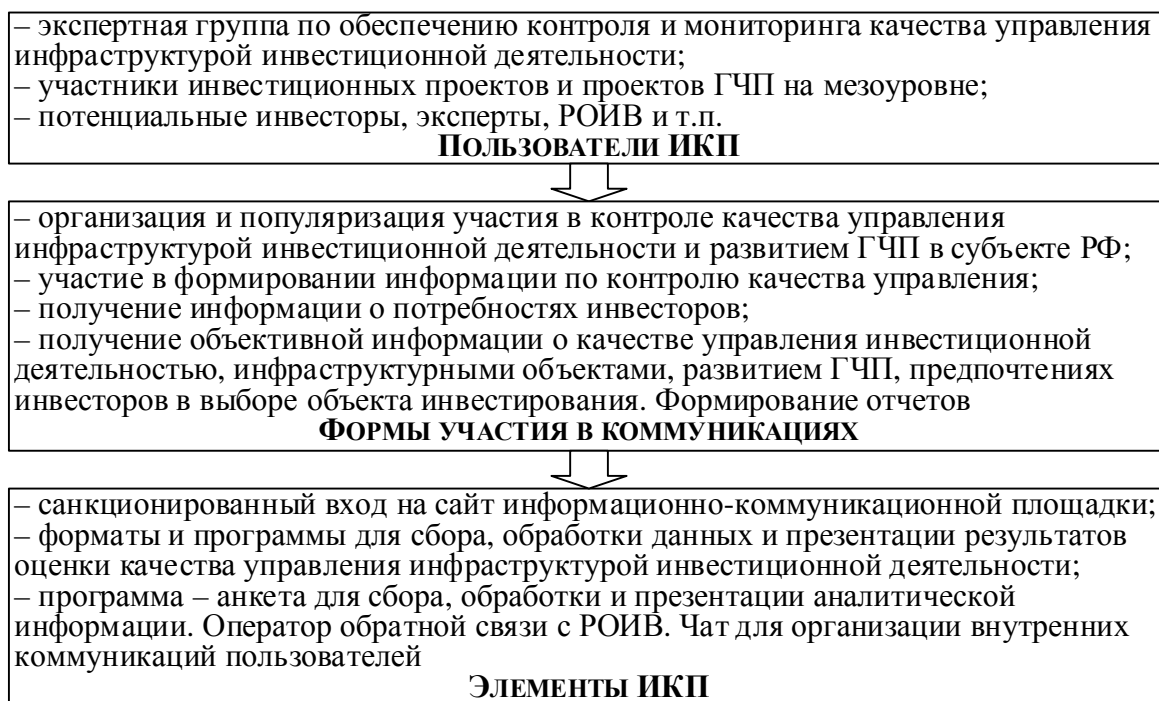 – экспертная группа по обеспечению контроля и мониторинга качества управления
инфраструктурой инвестиционной деятельности;
– участники инвестиционных проектов и проектов ГЧП на мезоуровне;
– потенциальные инвесторы, эксперты, РОИВ и т.п.
ПОЛЬЗОВАТЕЛИ ИКП
– организация и популяризация участия в контроле качества управления
инфраструктурой инвестиционной деятельности и развитием ГЧП в субъекте РФ;
– участие в формировании информации по контролю качества управления;
– получение информации о потребностях инвесторов;
– получение объективной информации о качестве управления инвестиционной
деятельностью, инфраструктурными объектами, развитием ГЧП, предпочтениях
инвесторов в выборе объекта инвестирования. Формирование отчетов
ФОРМЫ УЧАСТИЯ В КОММУНИКАЦИЯХ
– санкционированный вход на сайт информационно-коммуникационной площадки;
– форматы и программы для сбора, обработки данных и презентации результатов
оценки качества управления инфраструктурой инвестиционной деятельности;
– программа – анкета для сбора, обработки и презентации аналитической
информации. Оператор обратной связи с РОИВ. Чат для организации внутренних
коммуникаций пользователей
ЭЛЕМЕНТЫ ИКП